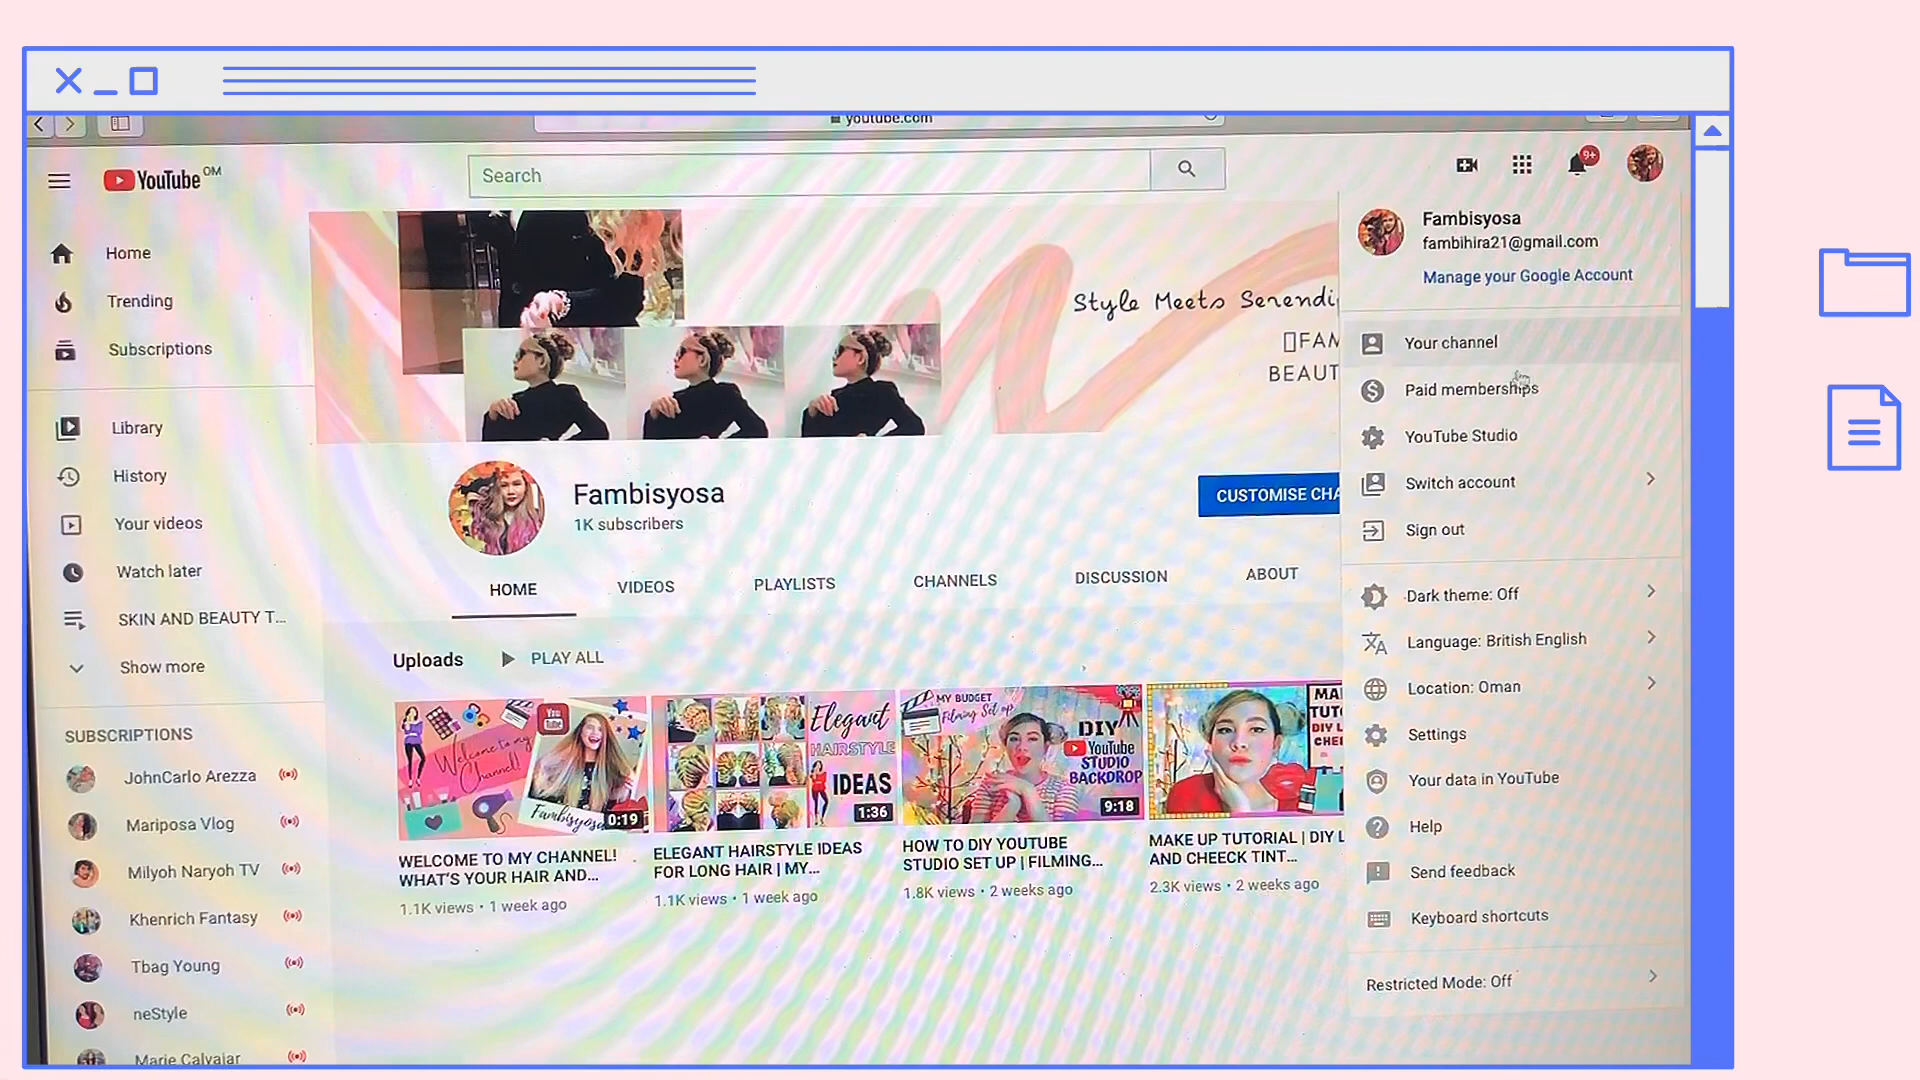 youtube.com
YouTube OM
Search
9+
Home
Trending
Subscriptions
Library
History
Your videos
Watch later
SKIN AND BEAUTY T...
Show more
SUBSCRIPTIONS
JohnCarlo Arezza
Mariposa Vlog
Milyoh Naryoh TV
Khenrich Fantasy
Tbag Young
neStyle
Marie Calvajar
Style Meets Serendi
FAM
BEAUT
Fambisyosa
1K subscribers
CUSTOMISE CHA
HOME
VIDEOS
PLAYLISTS
CHANNELS
DISCUSSION
ABOUT
Uploads
PLAY ALL
Welcome to my Channel!
You Tube
Fambisyosa
0:19
WELCOME TO MY CHANNEL!
WHAT'S YOUR HAIR AND...
1.1K views • 1 week ago
Elegant
HAIRSTYLE
IDEAS
1:36
ELEGANT HAIRSTYLE IDEAS
FOR LONG HAIR | MY...
1.1K views • 1 week ago
MY BUDGET
Filming Set up
DIY
YouTube
STUDIO
BACKDROP
9:18
HOW TO DIY YOUTUBE
STUDIO SET UP | FILMING...
1.8K views • 2 weeks ago
MA
TUT
DIY L
CHEE
MAKE UP TUTORIAL | DIY L
AND CHEECK TINT...
2.3K views • 2 weeks ago
Fambisyosa
fambihira21@gmail.com
Manage your Google Account
Your channel
Paid memberships
YouTube Studio
Switch account
Sign out
Dark theme: Off
Language: British English
Location: Oman
Settings
Your data in YouTube
Help
Send feedback
Keyboard shortcuts
Restricted Mode: Off